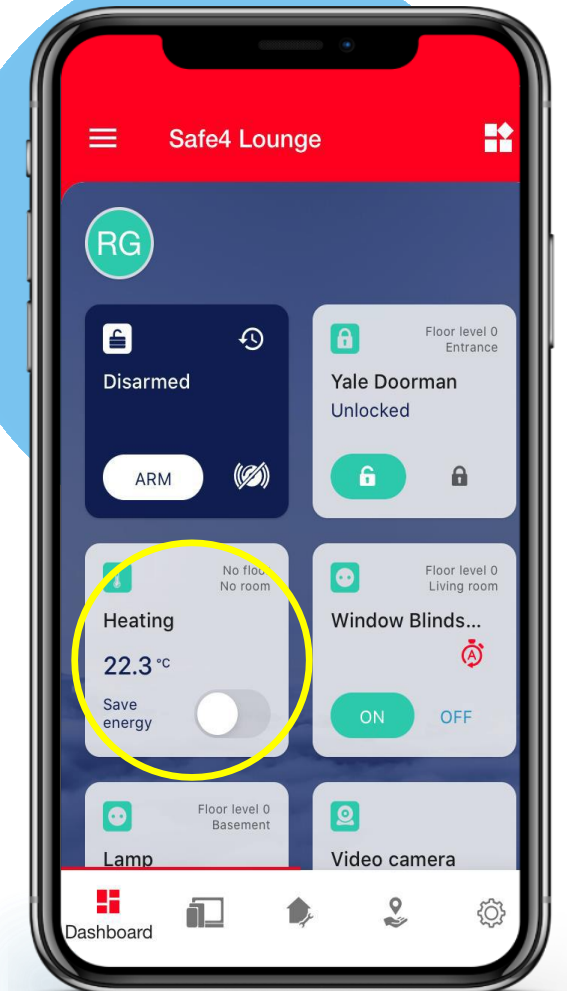 Safe4 Lounge
RG
Disarmed
ARM
Floor level 0
Entrance
Yale Doorman
Unlocked
No floor
No room
Heating
22.3 °C
Save
energy
Floor level 0
Living room
Window Blinds...
A
ON
OFF
Floor level 0
Basement
Lamp
Video camera
Dashboard